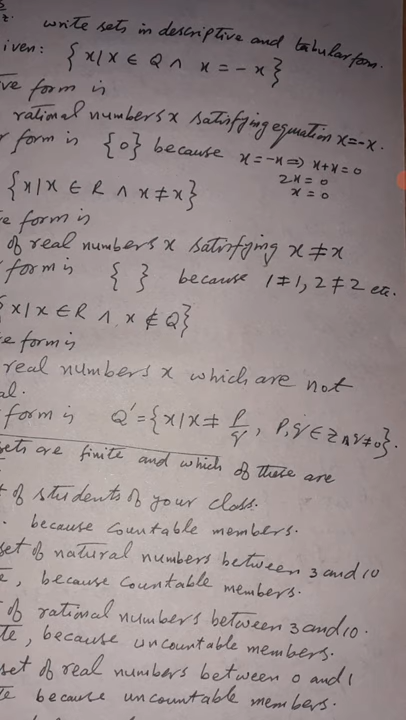 write sets in descriptive and tabular form.
iven: { x/x ∈ Q ∧ x = - x }
ve form is
rational numbers x satisfying equation x=-x.
r form is { 0 } because x = -x ⇒ x+x = 0
2x = 0
x = 0
{x/x ∈ R ∧ x ≠ x}
e form is
of real numbers x satisfying x ≠ x
form is { } because 1 ≠ 1, 2 ≠ 2 etc.
{x/x ∈ R ∧ x ∉ Q}
e form is
real numbers x which are not
al.
form is Q' = {x/x ≠ p/q, p,q ∈ Z ∧ q ≠ 0}.
sets are finite and which of these are
t of students of your class.
. because countable members.
set of natural numbers between 3 and 10
e, because countable members.
of rational numbers between 3 and 10.
te, because uncountable members.
set of real numbers between 0 and 1
te because uncountable members.